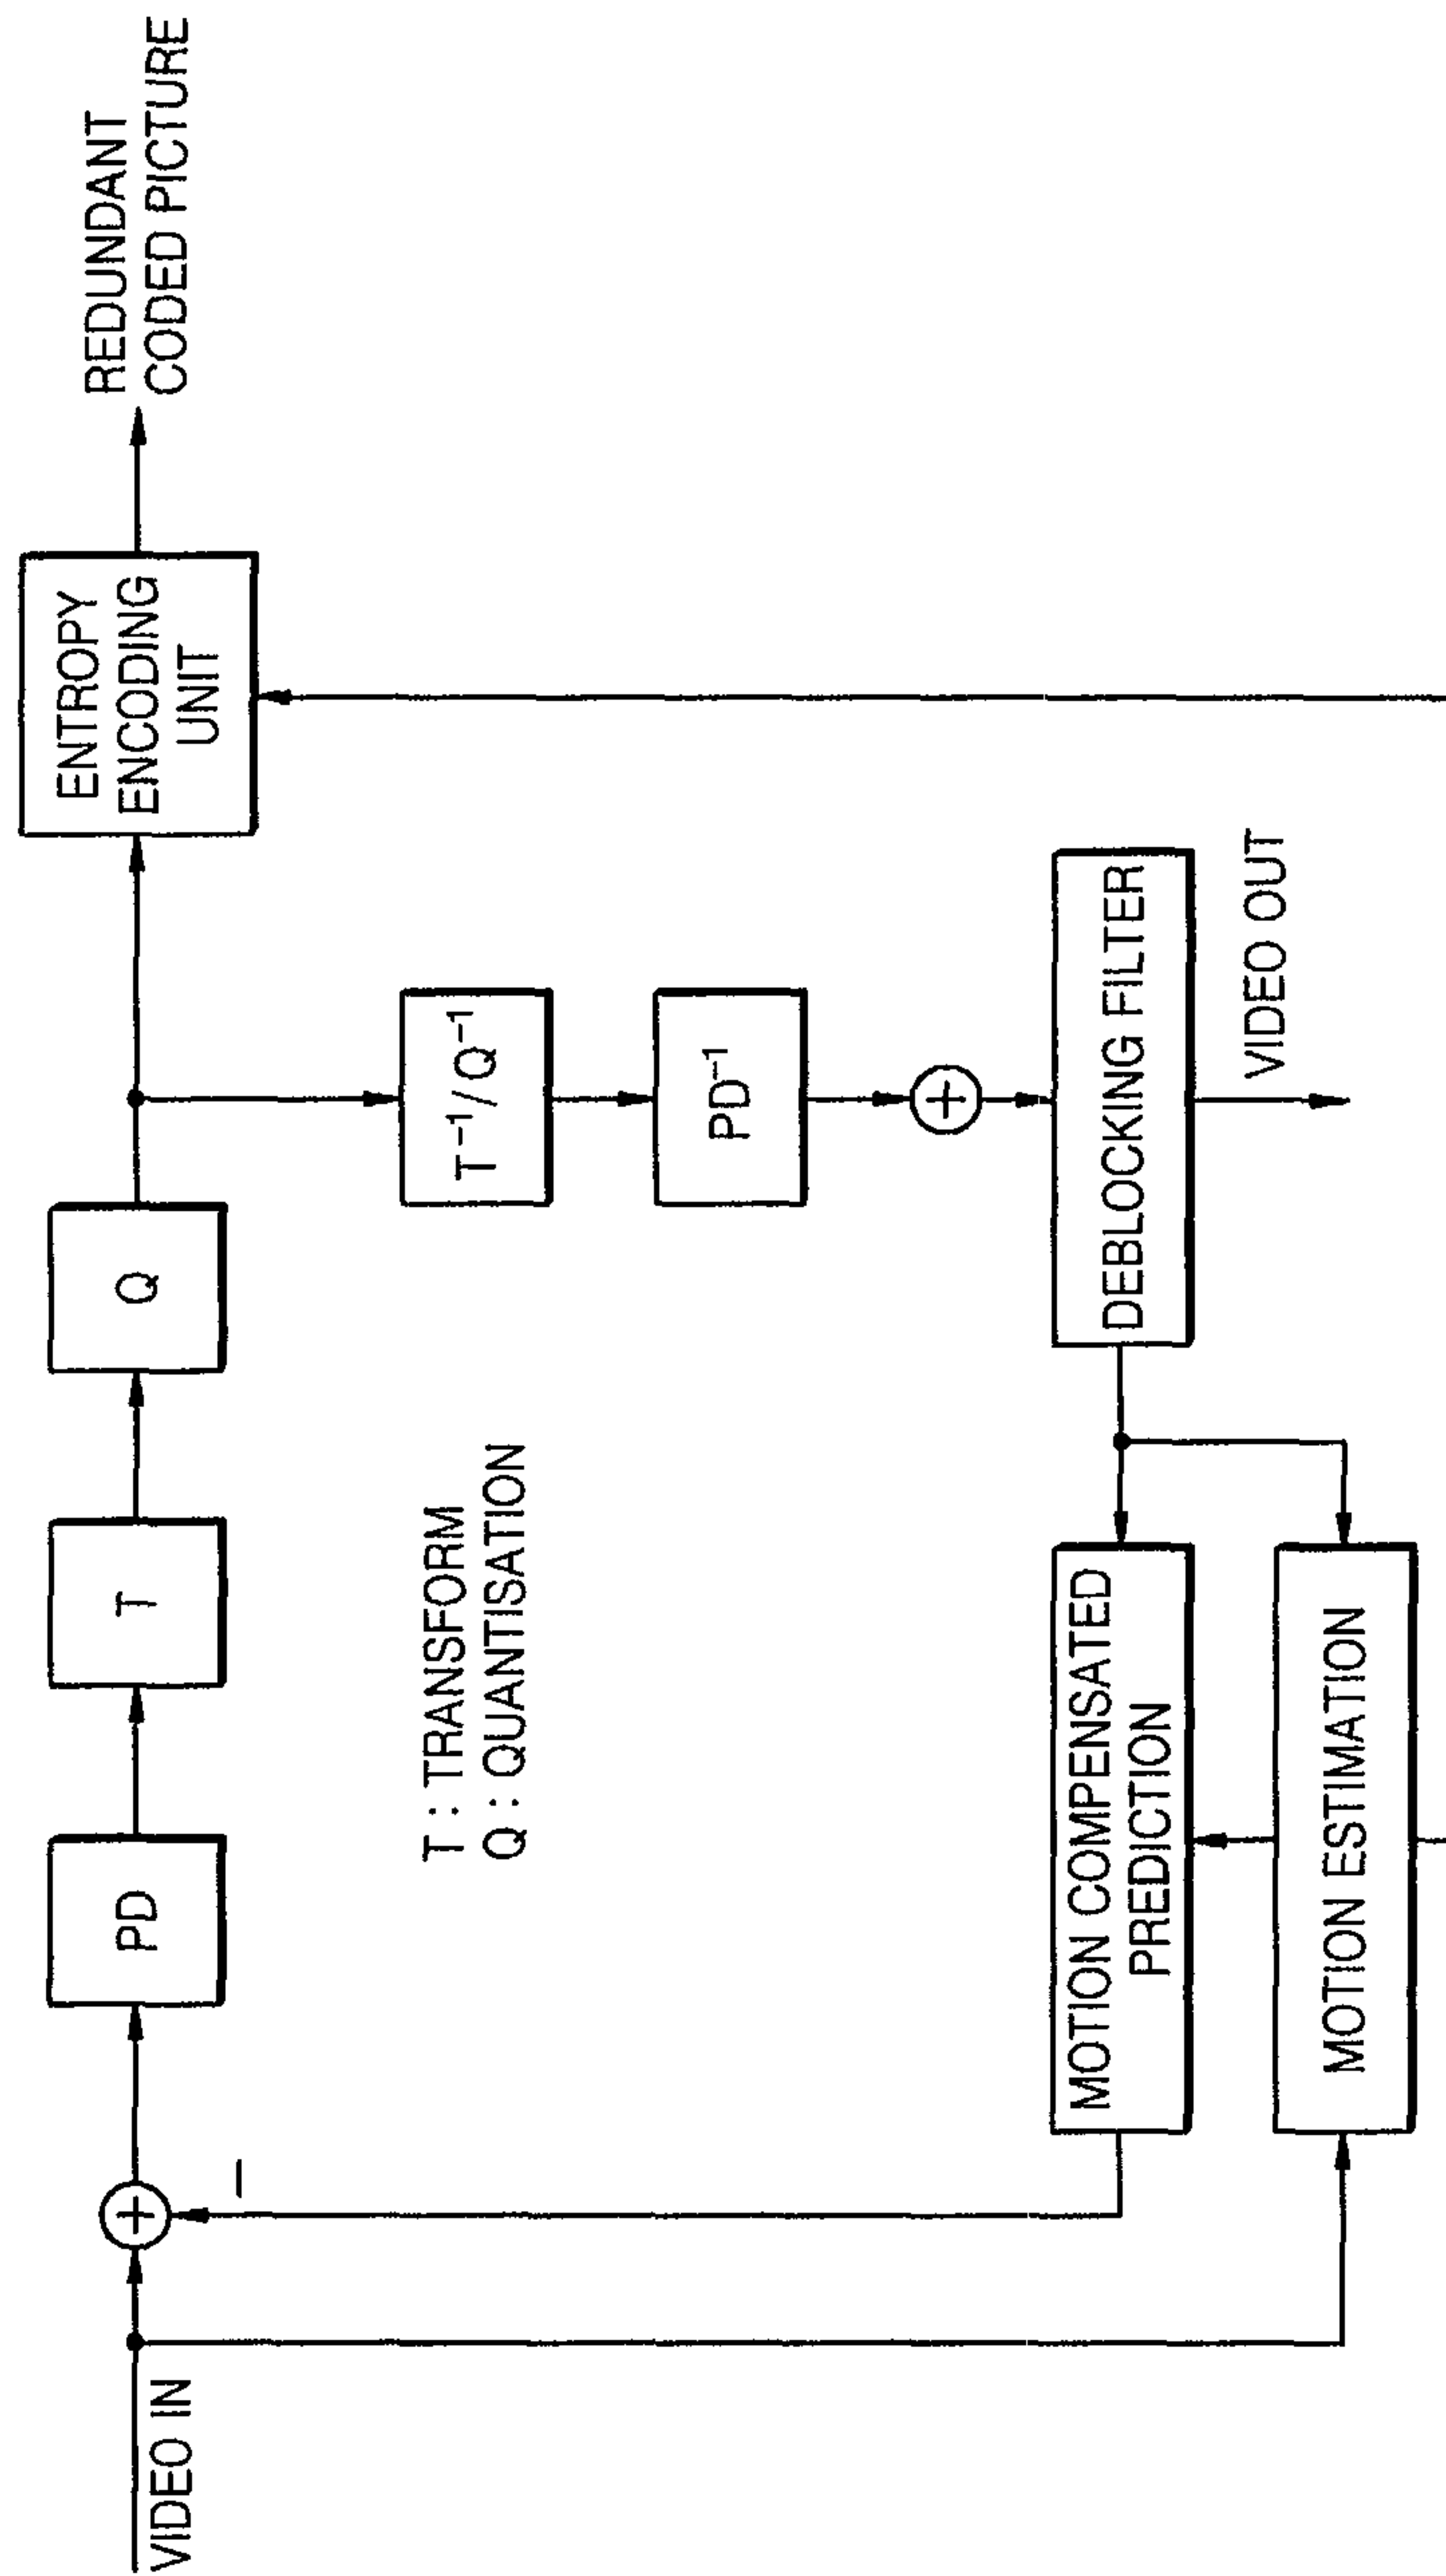 VIDEO IN
+
−
PD
T
Q
ENTROPY
ENCODING
UNIT
REDUNDANT
CODED PICTURE
T : TRANSFORM
Q : QUANTISATION
T⁻¹/Q⁻¹
PD⁻¹
+
MOTION COMPENSATED
PREDICTION
DEBLOCKING FILTER
MOTION ESTIMATION
VIDEO OUT